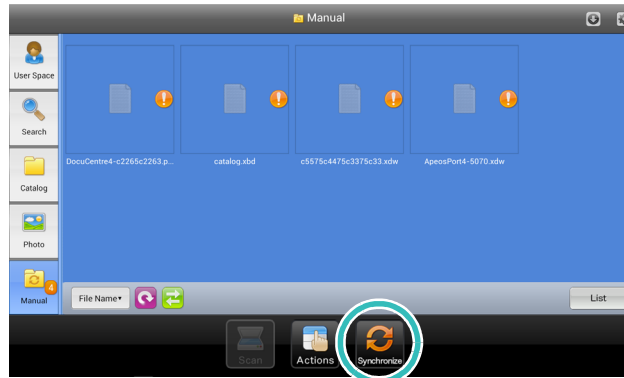 Manual
User Space
Search
Catalog
Photo
4
Manual
DocuCentre4-c2265c2263.p...
catalog.xbd
c5575c4475c3375c33.xdw
ApeosPort4-5070.xdw
File Name
List
Scan
Actions
Synchronize